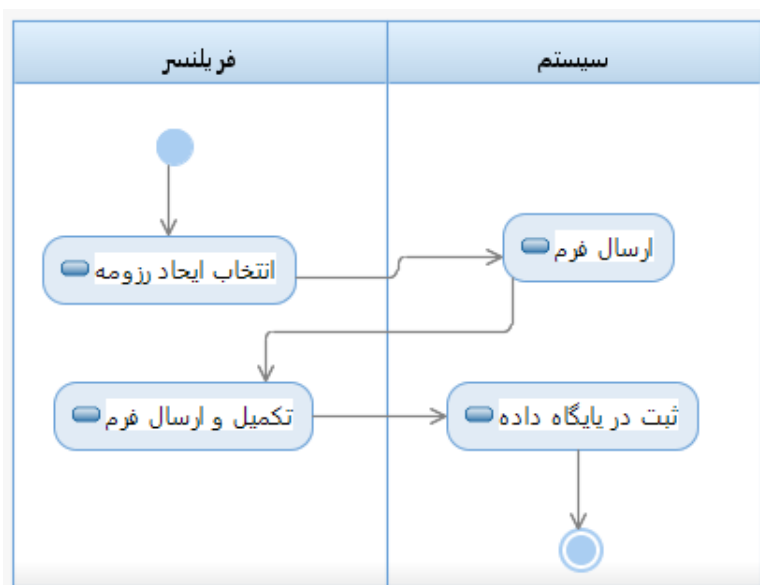 فریلنسر
سیستم
انتخاب ایجاد رزومه
ارسال فرم
تکمیل و ارسال فرم
ثبت در پایگاه داده